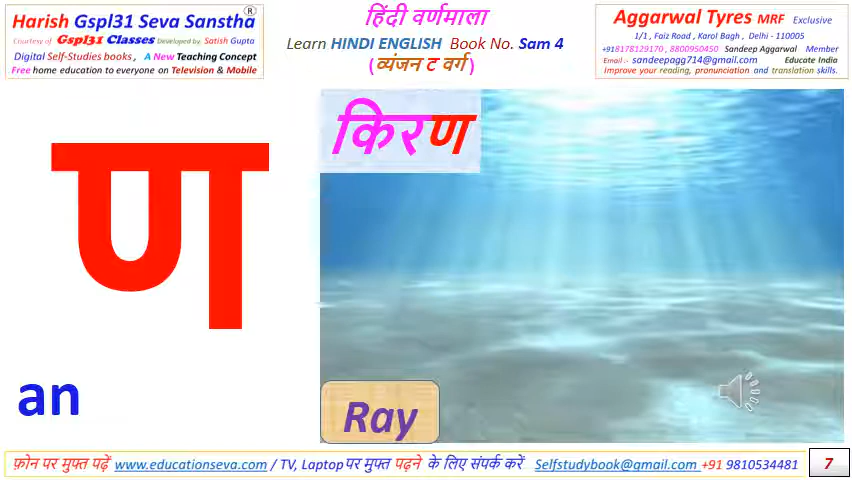 Harish Gspl31 Seva Sanstha ®
Courtesy of Gspl31 Classes Developed by Satish Gupta
Digital Self-Studies books, A New Teaching Concept
Free home education to everyone on Television & Mobile
हिंदी वर्णमाला
Learn HINDI ENGLISH Book No. Sam 4
(व्यंजन ट वर्ग)
Aggarwal Tyres MRF Exclusive
1/1, Faiz Road, Karol Bagh, Delhi - 110005
+918178129170, 8800950450 Sandeep Aggarwal Member
Email :- sandeepagg714@gmail.com Educate India
Improve your reading, pronunciation and translation skills.
ण
an
किरण
Ray
फ़ोन पर मुफ्त पढ़ें www.educationseva.com / TV, Laptop पर मुफ्त पढ़ने के लिए संपर्क करें Selfstudybook@gmail.com +91 9810534481
7